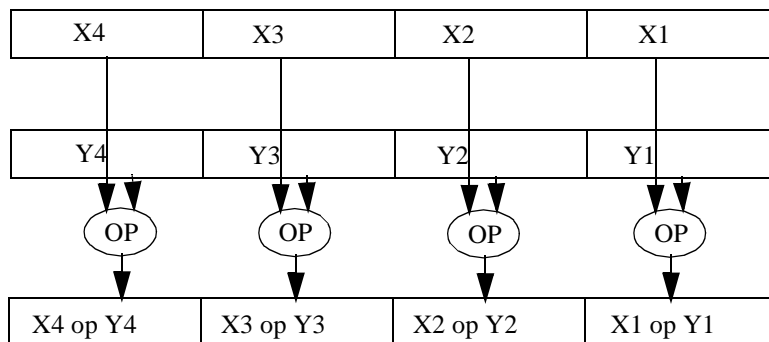 X4 X3 X2 X1
Y4 Y3 Y2 Y1
OP OP OP OP
X4 op Y4 X3 op Y3 X2 op Y2 X1 op Y1